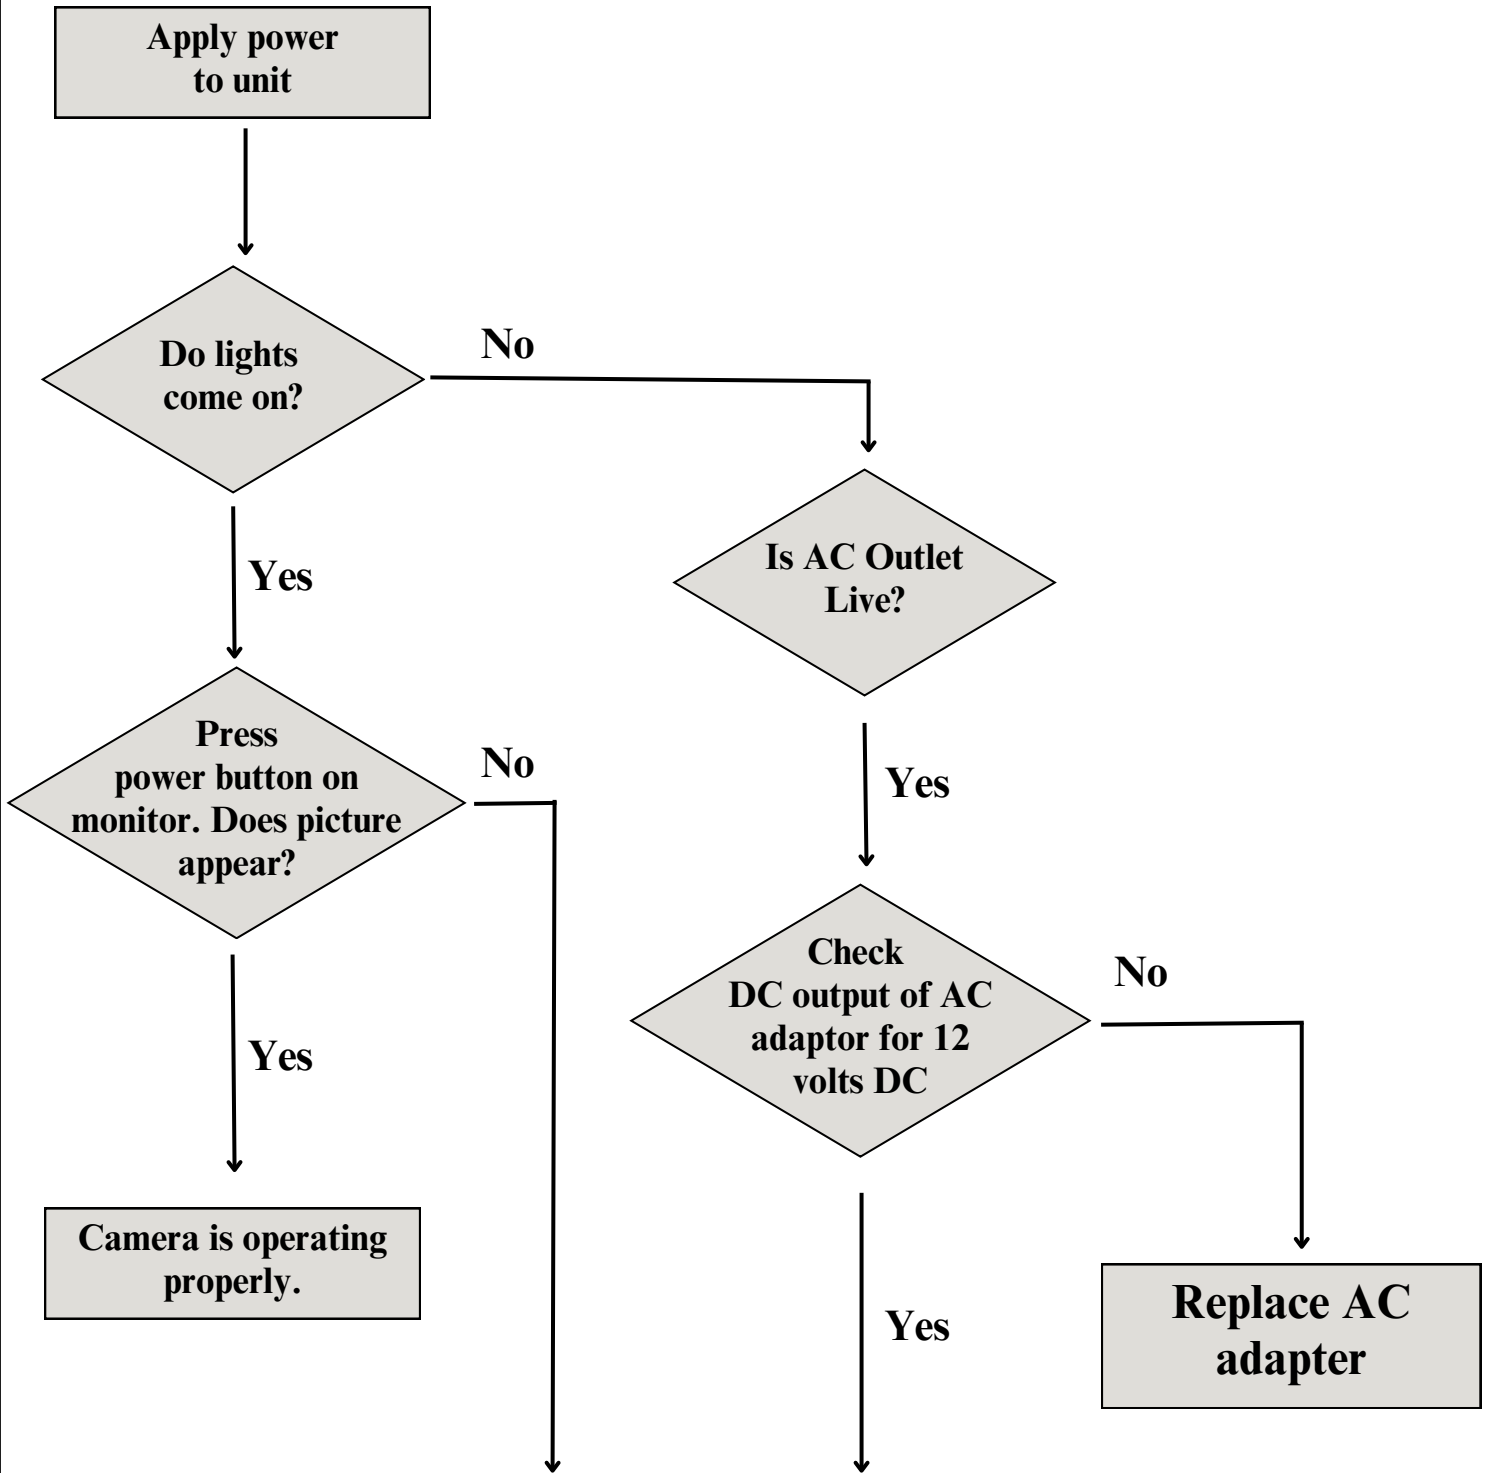 Apply power
to unit
Do lights
come on?
No
Yes
Is AC Outlet
Live?
Press
power button on
monitor. Does picture
appear?
No
Yes
Check
DC output of AC
adaptor for 12
volts DC
No
Yes
Camera is operating
properly.
Yes
Replace AC
adapter